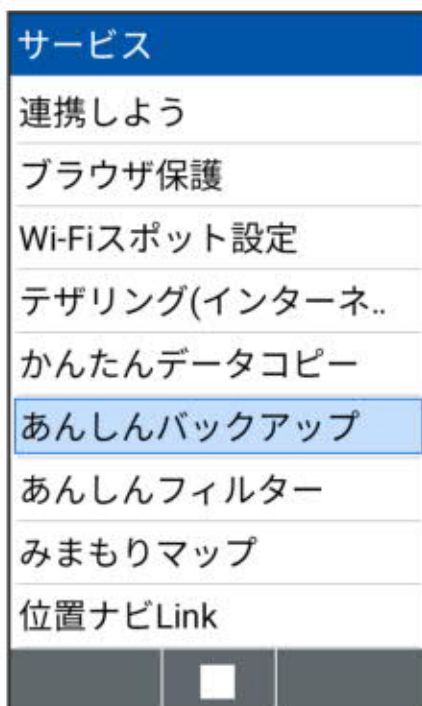 サービス
連携しよう
ブラウザ保護
Wi-Fiスポット設定
テザリング(インターネ..
かんたんデータコピー
あんしんバックアップ
あんしんフィルター
みまもりマップ
位置ナビLink